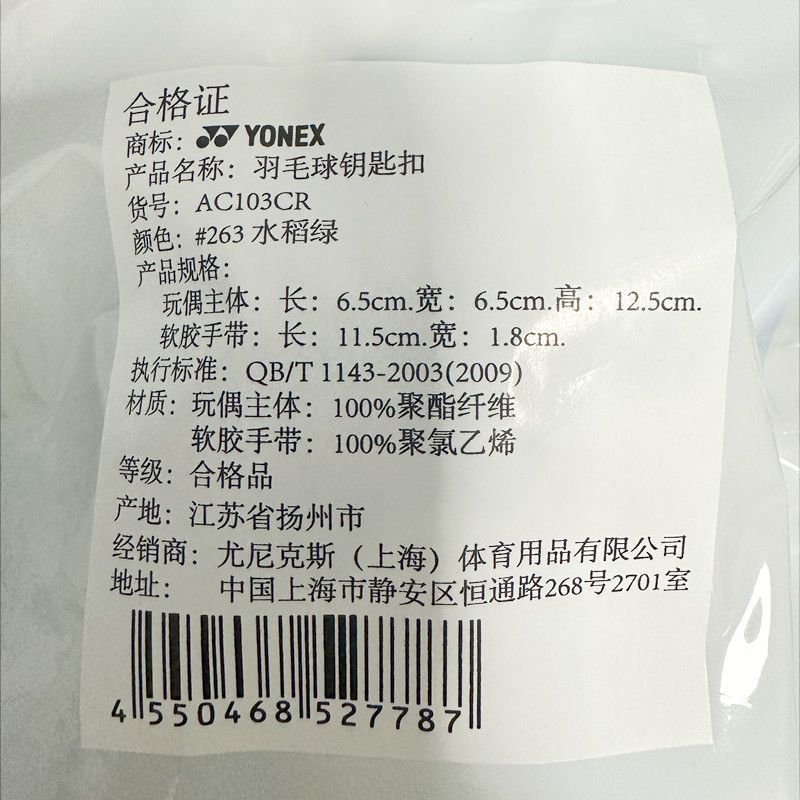 合格证
商标：YONEX
产品名称：羽毛球钥匙扣
货号：AC103CR
颜色：#263 水稻绿
产品规格：
玩偶主体：长：6.5cm.宽：6.5cm.高：12.5cm.
软胶手带：长：11.5cm.宽：1.8cm.
执行标准：QB/T 1143-2003(2009)
材质：玩偶主体：100%聚酯纤维
软胶手带：100%聚氯乙烯
等级：合格品
产地：江苏省扬州市
经销商：尤尼克斯（上海）体育用品有限公司
地址：中国上海市静安区恒通路268号2701室
4 550468 527787